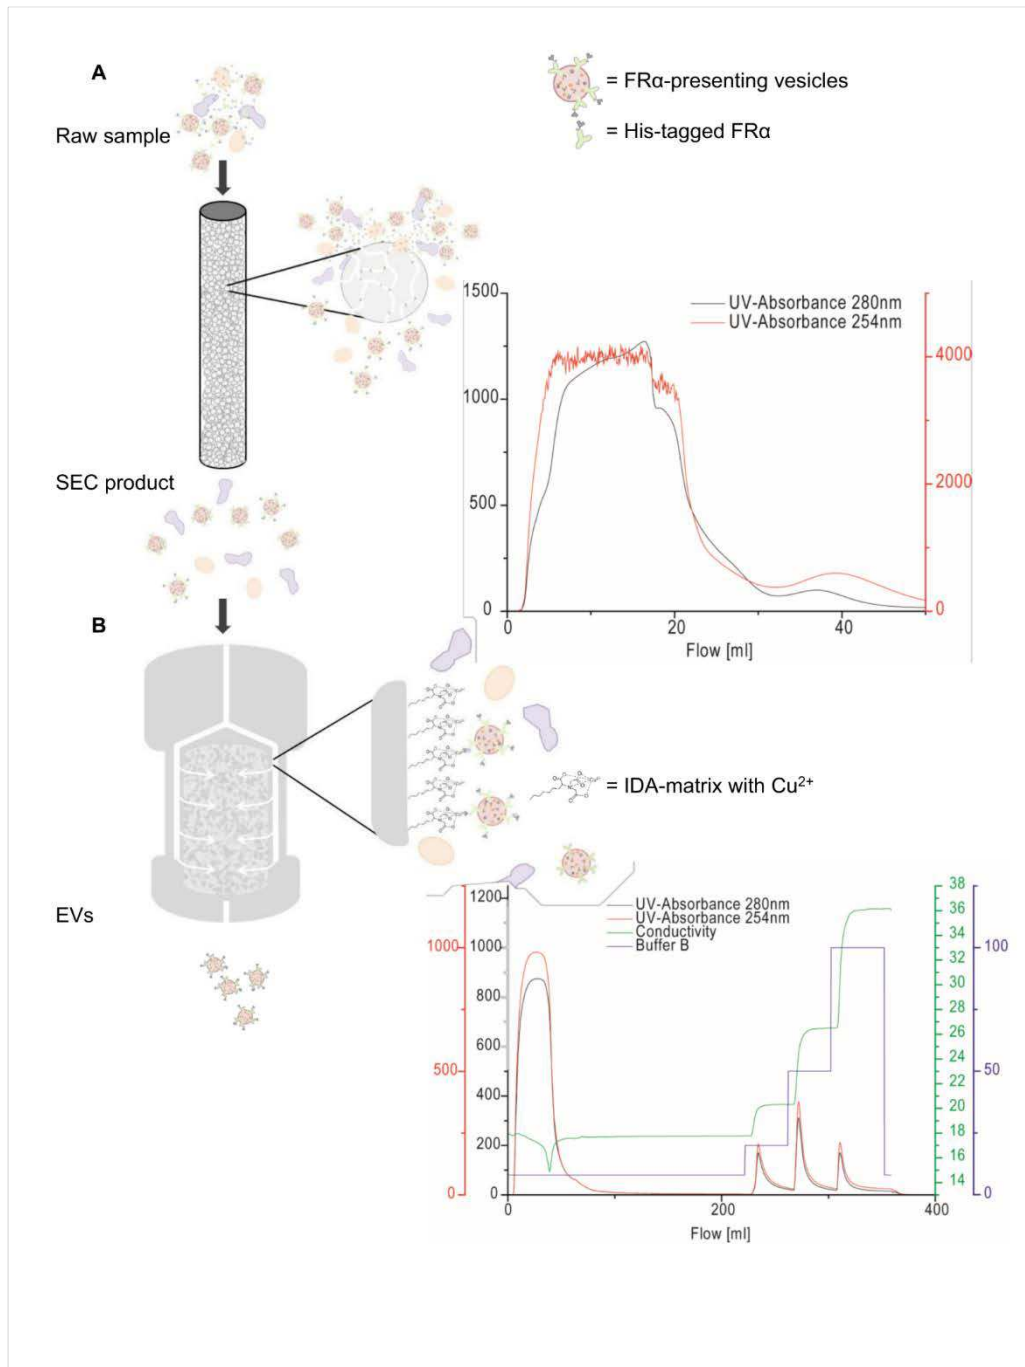 A
= FRα-presenting vesicles
Raw sample
= His-tagged FRα
1500
1000
500
0
UV-Absorbance 280nm
UV-Absorbance 254nm
4000
2000
0
0 20 40
Flow [ml]
SEC product
B
= IDA-matrix with Cu²⁺
EVs
1000
500
0
1200
1000
800
600
400
200
0
UV-Absorbance 280nm
UV-Absorbance 254nm
Conductivity
Buffer B
38
36
34
32
30
28
26
24
22
20
18
16
14
100
50
0
0 200 400
Flow [ml]